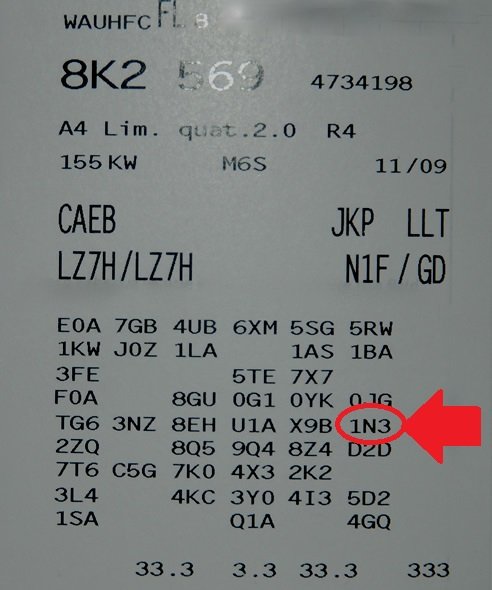 WAUHFC FL 8
8K2 569 4734198
A4 Lim. quat.2.0 R4
155 KW M6S 11/09
CAEB JKP LLT
LZ7H/LZ7H N1F / GD
E0A 7GB 4UB 6XM 5SG 5RW
1KW J0Z 1LA 1AS 1BA
3FE 5TE 7X7
F0A 8GU 0G1 0YK 0JG
TG6 3NZ 8EH U1A X9B 1N3
2ZQ 8Q5 9Q4 8Z4 D2D
7T6 C5G 7K0 4X3 2K2
3L4 4KC 3Y0 4I3 5D2
1SA Q1A 4GQ
33.3 3.3 33.3 333